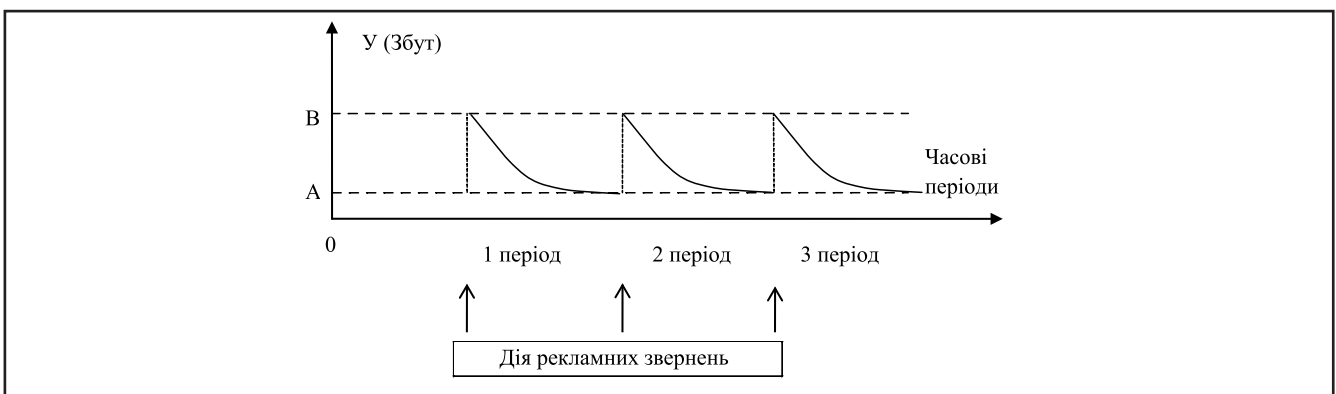 У (Збут)
В
Часові
періоди
А
0
1 період 2 період 3 період
Дія рекламних звернень